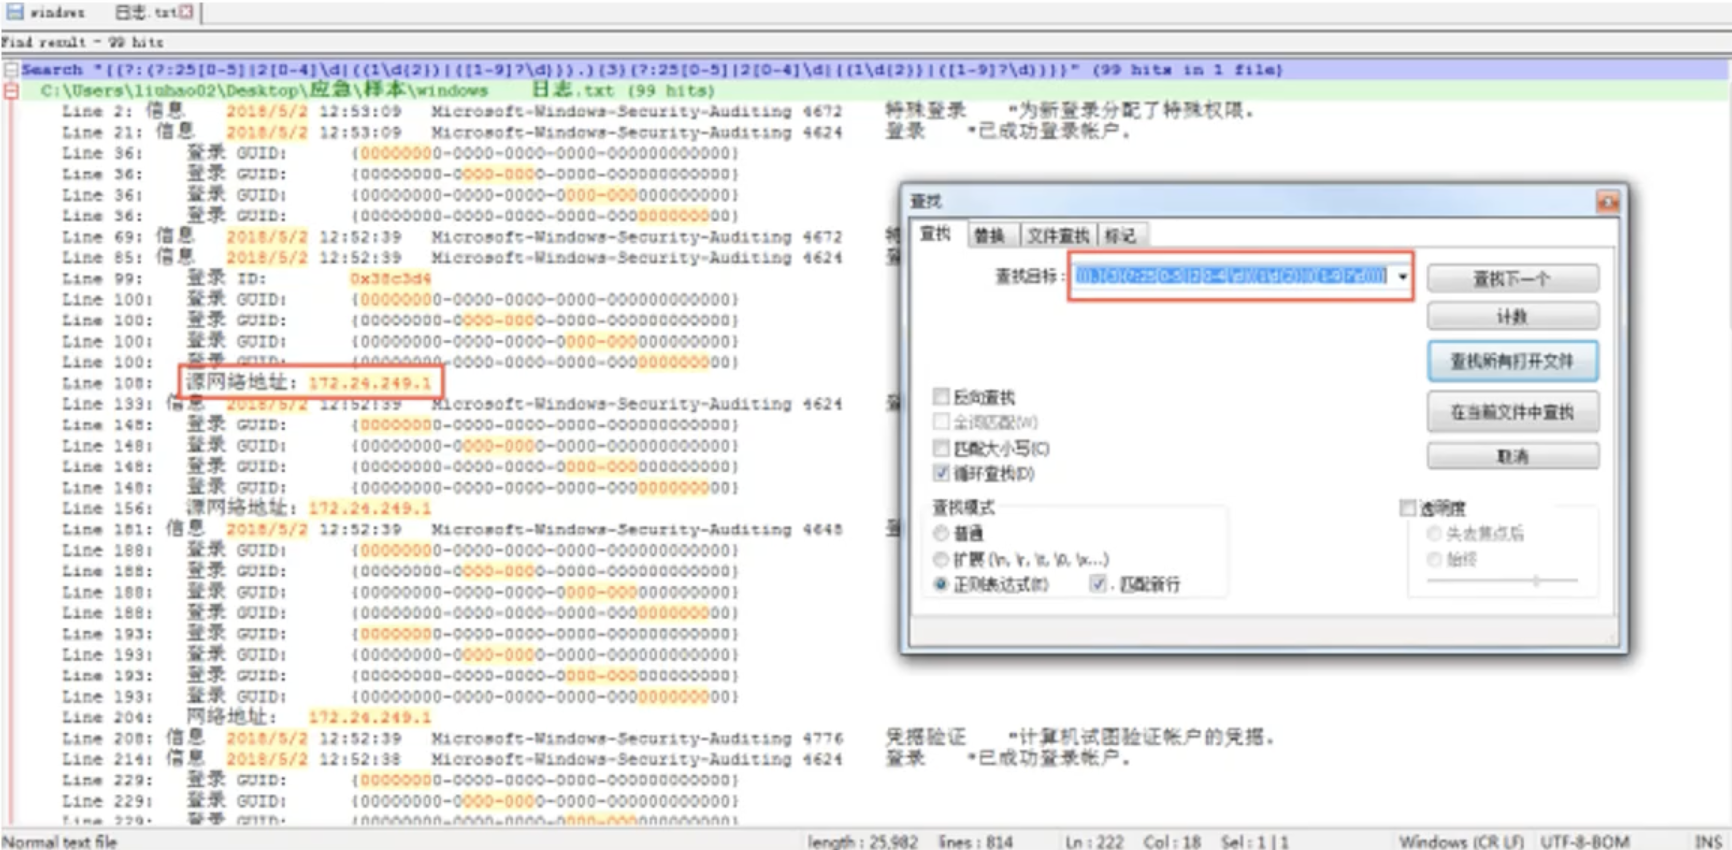 windows 日志.txt
Find result - 99 hits
Search "((?:(?:25[0-5]|2[0-4]\d|((1\d{2})|([1-9]?\d))).){3}(?:25[0-5]|2[0-4]\d|((1\d{2})|([1-9]?\d))))" (99 hits in 1 file)
C:\Users\liuhao02\Desktop\应急\样本\windows 日志.txt (99 hits)
Line 2: 信息 2018/5/2 12:53:09 Microsoft-Windows-Security-Auditing 4672 特殊登录 "为新登录分配了特殊权限。
Line 21: 信息 2018/5/2 12:53:09 Microsoft-Windows-Security-Auditing 4624 登录 "已成功登录帐户。
Line 36: 登录 GUID: {00000000-0000-0000-0000-000000000000}
Line 36: 登录 GUID: {00000000-0000-0000-0000-000000000000}
Line 36: 登录 GUID: {00000000-0000-0000-0000-000000000000}
Line 36: 登录 GUID: {00000000-0000-0000-0000-000000000000}
Line 69: 信息 2018/5/2 12:52:39 Microsoft-Windows-Security-Auditing 4672
Line 85: 信息 2018/5/2 12:52:39 Microsoft-Windows-Security-Auditing 4624
Line 99: 登录 ID: 0x38c3d4
Line 100: 登录 GUID: {00000000-0000-0000-0000-000000000000}
Line 100: 登录 GUID: {00000000-0000-0000-0000-000000000000}
Line 100: 登录 GUID: {00000000-0000-0000-0000-000000000000}
Line 100: 登录 GUID: {00000000-0000-0000-0000-000000000000}
Line 108: 源网络地址: 172.24.249.1
Line 133: 信息 2018/5/2 12:52:39 Microsoft-Windows-Security-Auditing 4624
Line 148: 登录 GUID: {00000000-0000-0000-0000-000000000000}
Line 148: 登录 GUID: {00000000-0000-0000-0000-000000000000}
Line 148: 登录 GUID: {00000000-0000-0000-0000-000000000000}
Line 148: 登录 GUID: {00000000-0000-0000-0000-000000000000}
Line 156: 源网络地址: 172.24.249.1
Line 181: 信息 2018/5/2 12:52:39 Microsoft-Windows-Security-Auditing 4648
Line 188: 登录 GUID: {00000000-0000-0000-0000-000000000000}
Line 188: 登录 GUID: {00000000-0000-0000-0000-000000000000}
Line 188: 登录 GUID: {00000000-0000-0000-0000-000000000000}
Line 188: 登录 GUID: {00000000-0000-0000-0000-000000000000}
Line 193: 登录 GUID: {00000000-0000-0000-0000-000000000000}
Line 193: 登录 GUID: {00000000-0000-0000-0000-000000000000}
Line 193: 登录 GUID: {00000000-0000-0000-0000-000000000000}
Line 193: 登录 GUID: {00000000-0000-0000-0000-000000000000}
Line 204: 网络地址: 172.24.249.1
Line 208: 信息 2018/5/2 12:52:39 Microsoft-Windows-Security-Auditing 4776 凭据验证 "计算机试图验证帐户的凭据。
Line 214: 信息 2018/5/2 12:52:38 Microsoft-Windows-Security-Auditing 4624 登录 "已成功登录帐户。
Line 229: 登录 GUID: {00000000-0000-0000-0000-000000000000}
Line 229: 登录 GUID: {00000000-0000-0000-0000-000000000000}
Line 229: 登录 GUID: {00000000-0000-0000-0000-000000000000}
查找
查找 替换 文件查找 标记
查找目标: ))).){3}(?:25[0-5]|2[0-4]\d|((1\d{2})|([1-9]?\d))))
查找下一个
计数
查找所有打开文件
在当前文件中查找
取消
反向查找
全词匹配(W)
匹配大小写(C)
循环查找(D)
查找模式
普通
扩展 (\n, \r, \t, \0, \x...)
正则表达式(E) . 匹配新行
透明度
失去焦点后
始终
Normal text file length : 25,982 lines : 814 Ln : 222 Col : 18 Sel : 1 | 1 Windows (CR LF) UTF-8-BOM INS